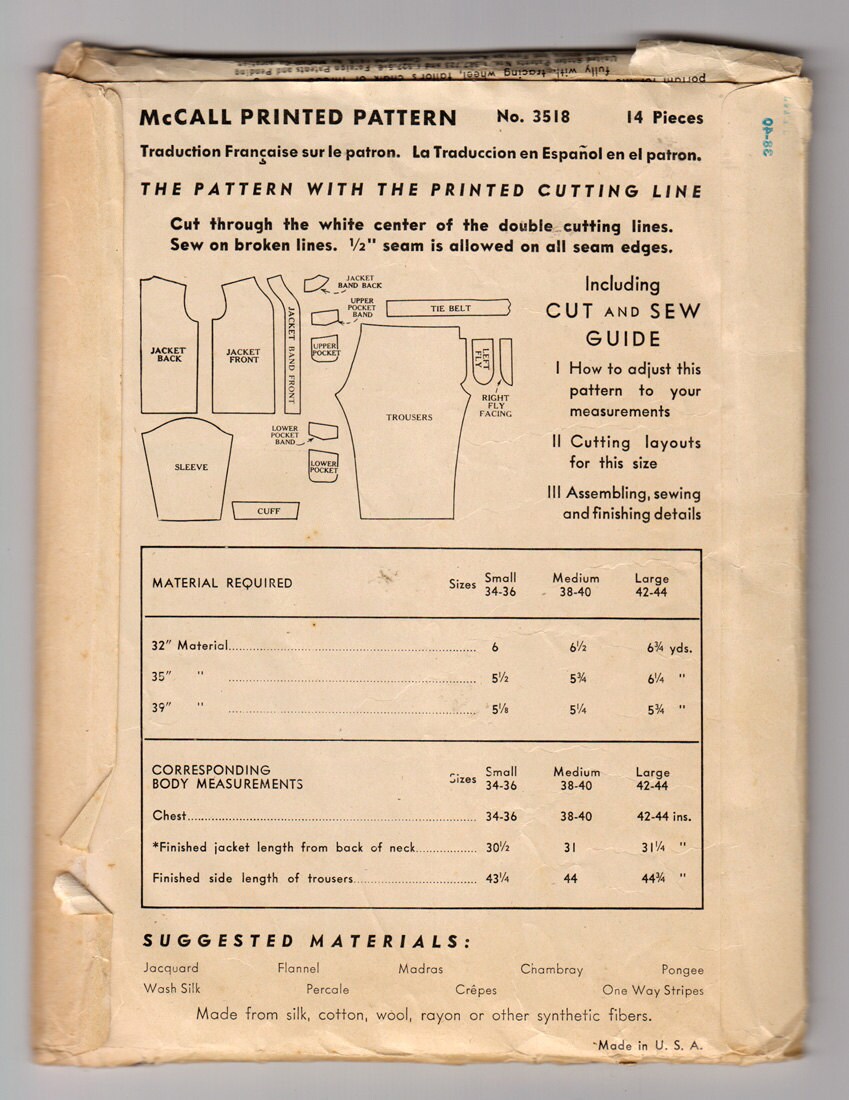 portion
fully with tracing wheel, tailor's chalk or
McCALL PRINTED PATTERN No. 3518 14 Pieces
38-40
Traduction Française sur le patron. La Traduccion en Español en el patron.
THE PATTERN WITH THE PRINTED CUTTING LINE
Cut through the white center of the double cutting lines.
Sew on broken lines. ½" seam is allowed on all seam edges.
JACKET BACK
JACKET FRONT
JACKET BAND FRONT
JACKET
BAND BACK
UPPER
POCKET
BAND
UPPER
POCKET
TIE BELT
TROUSERS
LEFT
FLY
RIGHT
FLY
FACING
SLEEVE
LOWER
POCKET
BAND
LOWER
POCKET
CUFF
Including
CUT AND SEW
GUIDE
I How to adjust this
pattern to your
measurements
II Cutting layouts
for this size
III Assembling, sewing
and finishing details
MATERIAL REQUIRED Sizes Small 34-36 Medium 38-40 Large 42-44
32" Material 6 6½ 6¾ yds.
35" " 5½ 5¾ 6¼ "
39" " 5⅛ 5¼ 5¾ "
CORRESPONDING
BODY MEASUREMENTS Sizes Small 34-36 Medium 38-40 Large 42-44
Chest 34-36 38-40 42-44 ins.
*Finished jacket length from back of neck 30½ 31 31¼ "
Finished side length of trousers 43¼ 44 44¾ "
SUGGESTED MATERIALS:
Jacquard Flannel Madras Chambray Pongee
Wash Silk Percale Crêpes One Way Stripes
Made from silk, cotton, wool, rayon or other synthetic fibers.
Made in U. S. A.